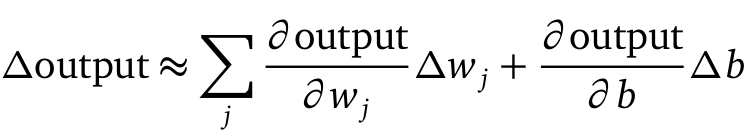 Δoutput ≈ ∑_j ∂output/∂w_j Δw_j + ∂output/∂b Δb